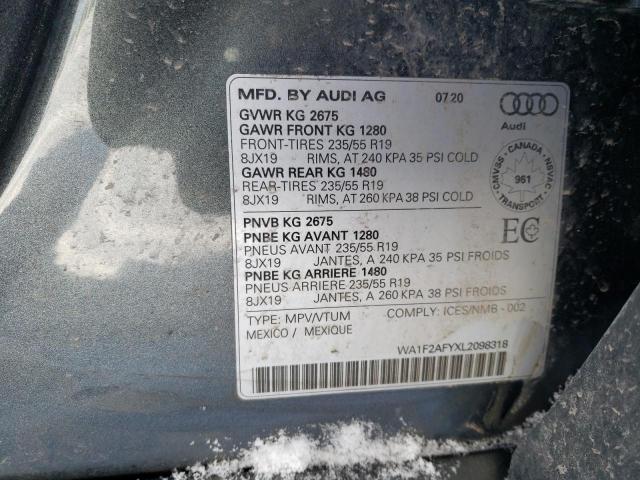 MFD. BY AUDI AG 07 20
Audi
GVWR KG 2675
GAWR FRONT KG 1280
FRONT-TIRES 235/55 R19
8JX19 RIMS, AT 240 KPA 35 PSI COLD
GAWR REAR KG 1480
REAR-TIRES 235/55 R19
8JX19 RIMS, AT 260 KPA 38 PSI COLD
CMVSS - CANADA - NSVAC
961
TRANSPORT
PNVB KG 2675
PNBE KG AVANT 1280
PNEUS AVANT 235/55 R19
8JX19 JANTES, A 240 KPA 35 PSI FROIDS
PNBE KG ARRIERE 1480
PNEUS ARRIERE 235/55 R19
8JX19 JANTES, A 260 KPA 38 PSI FROIDS
EC
TYPE: MPV/VTUM COMPLY: ICES/NMB - 002
MEXICO / MEXIQUE
WA1F2AFYXL2098318